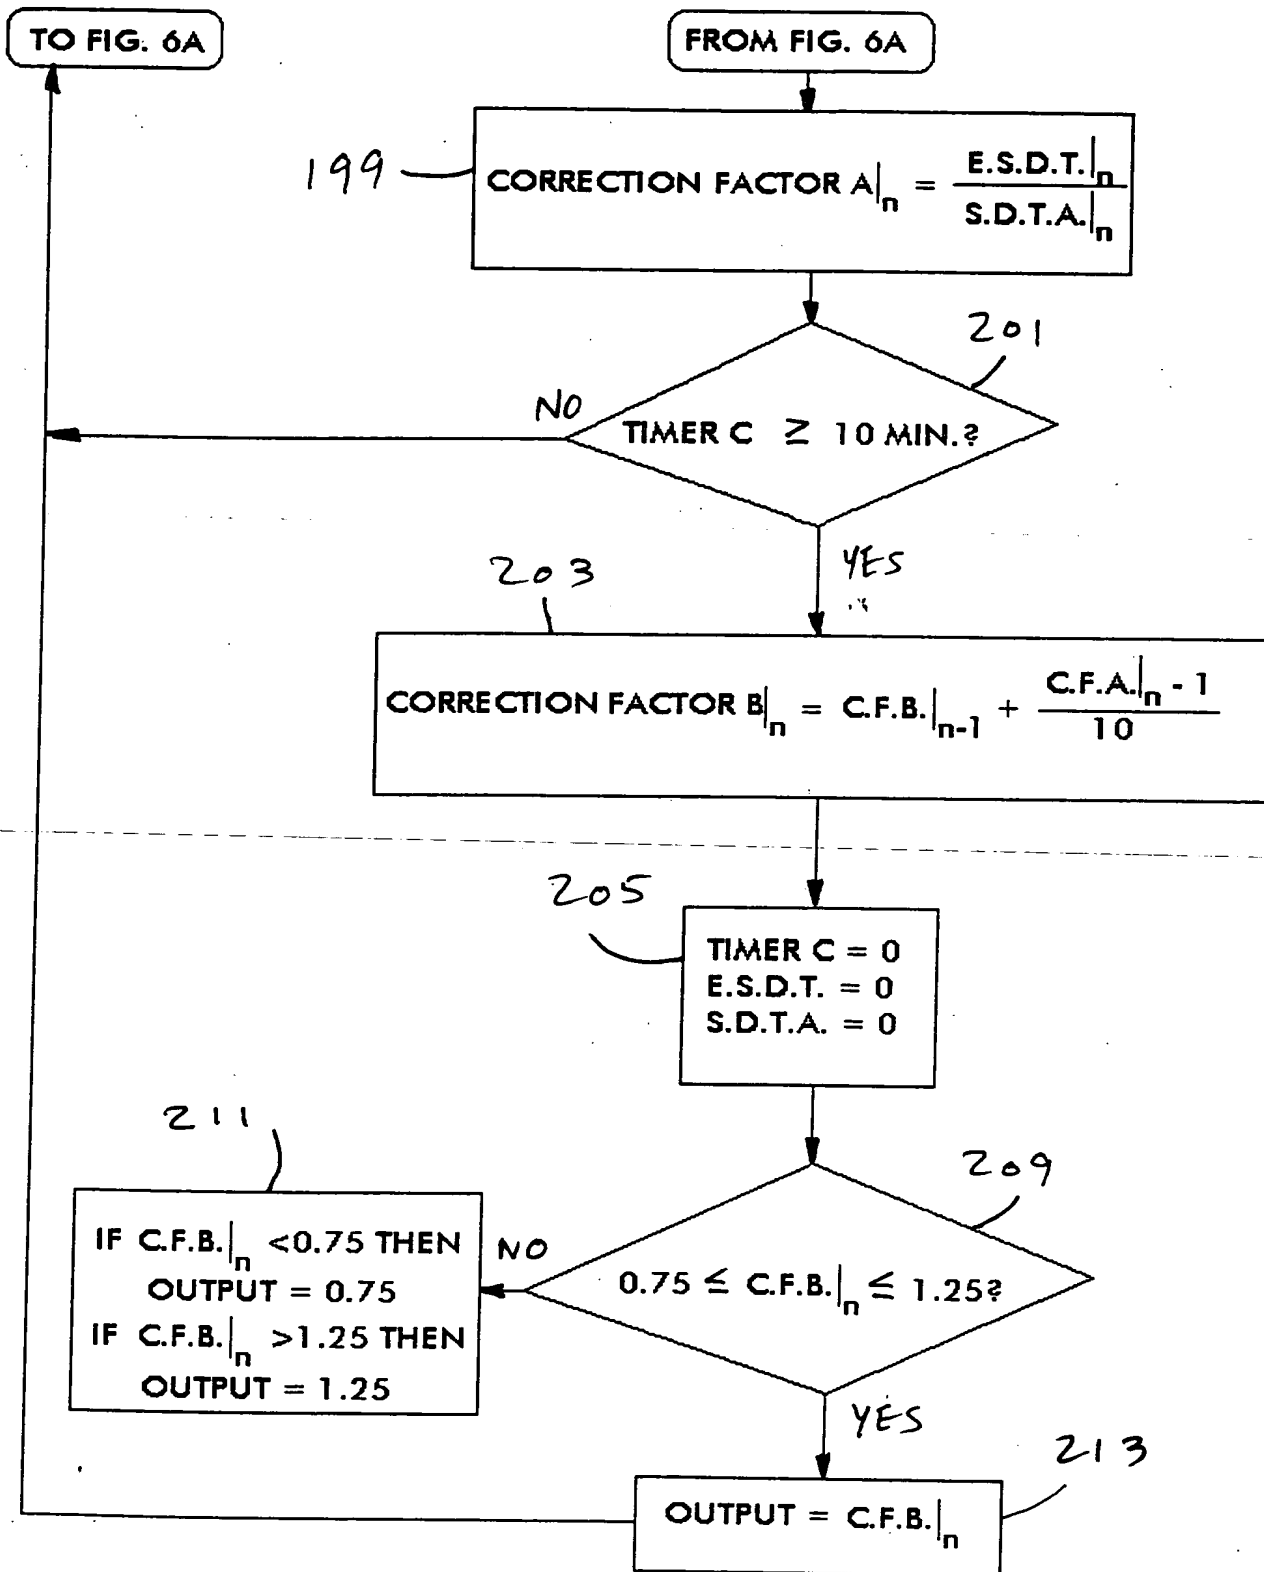 TO FIG. 6A
FROM FIG. 6A
199
CORRECTION FACTOR A|n = E.S.D.T.|n / S.D.T.A.|n
201
NO
TIMER C ≥ 10 MIN.?
YES
203
CORRECTION FACTOR B|n = C.F.B.|n-1 + C.F.A.|n - 1 / 10
205
TIMER C = 0
E.S.D.T. = 0
S.D.T.A. = 0
211
209
IF C.F.B.|n <0.75 THEN
OUTPUT = 0.75
IF C.F.B.|n >1.25 THEN
OUTPUT = 1.25
NO
0.75 ≤ C.F.B.|n ≤ 1.25?
YES
213
OUTPUT = C.F.B.|n